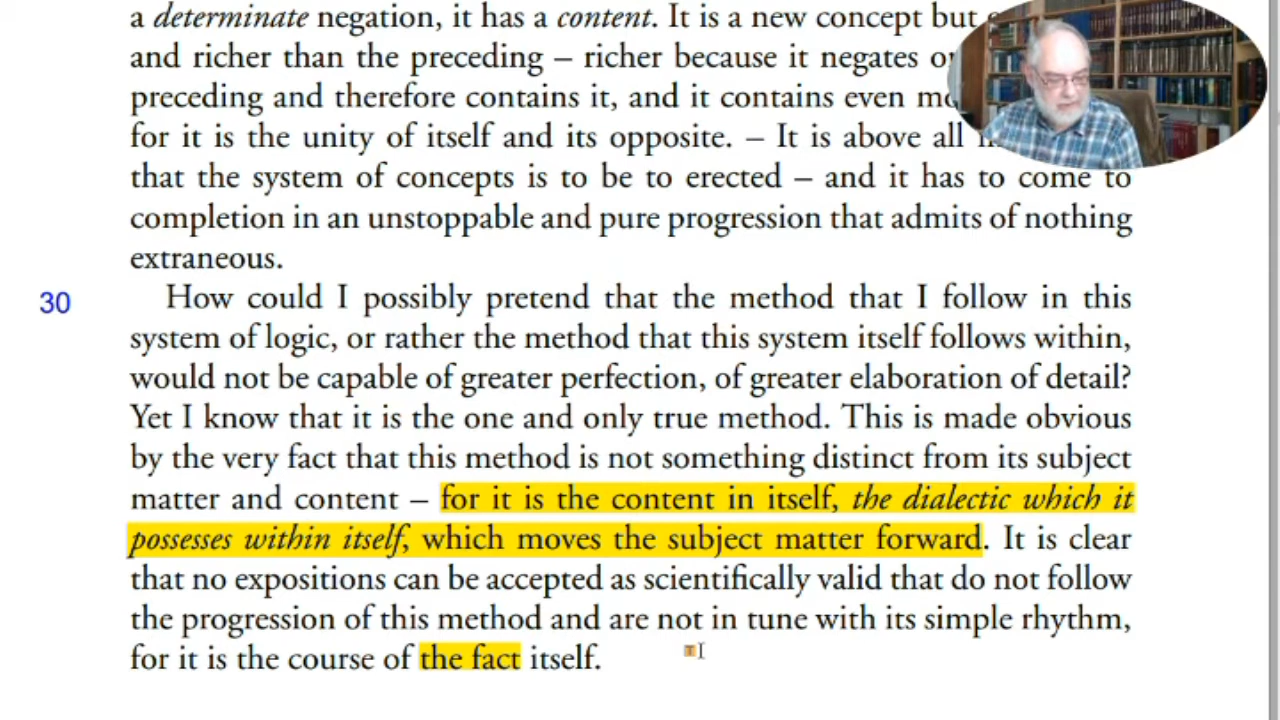 a determinate negation, it has a content. It is a new concept but
and richer than the preceding – richer because it negates
preceding and therefore contains it, and it contains even
for it is the unity of itself and its opposite. – It is above all
that the system of concepts is to be to erected – and it has to come to
completion in an unstoppable and pure progression that admits of nothing
extraneous.
30
How could I possibly pretend that the method that I follow in this
system of logic, or rather the method that this system itself follows within,
would not be capable of greater perfection, of greater elaboration of detail?
Yet I know that it is the one and only true method. This is made obvious
by the very fact that this method is not something distinct from its subject
matter and content – for it is the content in itself, the dialectic which it
possesses within itself, which moves the subject matter forward. It is clear
that no expositions can be accepted as scientifically valid that do not follow
the progression of this method and are not in tune with its simple rhythm,
for it is the course of the fact itself.